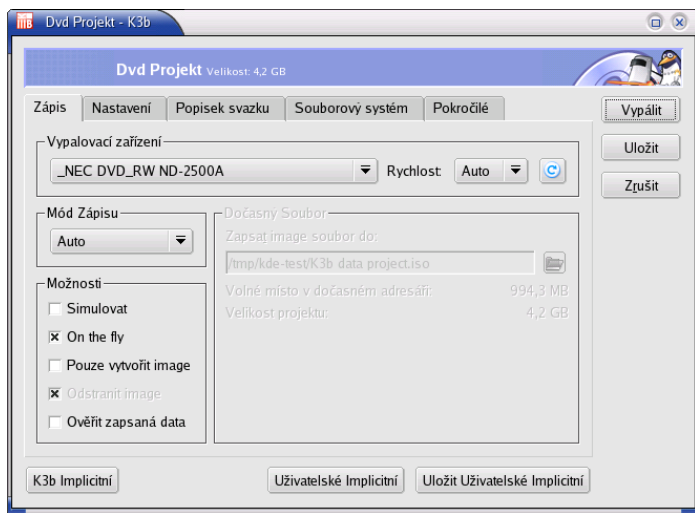 Dvd Projekt - K3b
Dvd Projekt Velikost: 4,2 GB
Zápis Nastavení Popisek svazku Souborový systém Pokročilé
Vypálit
Uložit
Zrušit
Vypalovací zařízení
_NEC DVD_RW ND-2500A Rychlost: Auto
Mód Zápisu
Auto
Možnosti
Simulovat
On the fly
Pouze vytvořit image
Odstranit image
Ověřit zapsaná data
Dočasny Soubor
Zapsat image soubor do:
/tmp/kde-test/K3b data project.iso
Volné místo v dočasném adresáři: 994,3 MB
Velikost projektu: 4,2 GB
K3b Implicitní Uživatelské Implicitní Uložit Uživatelské Implicitní